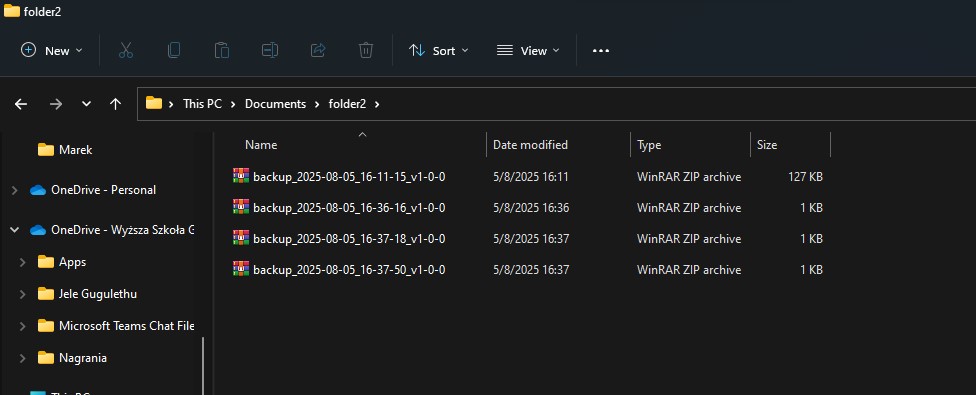 folder2
New Sort View
This PC Documents folder2
Name Date modified Type Size
Marek
backup_2025-08-05_16-11-15_v1-0-0 5/8/2025 16:11 WinRAR ZIP archive 127 KB
OneDrive - Personal
backup_2025-08-05_16-36-16_v1-0-0 5/8/2025 16:36 WinRAR ZIP archive 1 KB
OneDrive - Wyższa Szkoła G
backup_2025-08-05_16-37-18_v1-0-0 5/8/2025 16:37 WinRAR ZIP archive 1 KB
Apps
backup_2025-08-05_16-37-50_v1-0-0 5/8/2025 16:37 WinRAR ZIP archive 1 KB
Jele Gugulethu
Microsoft Teams Chat File
Nagrania